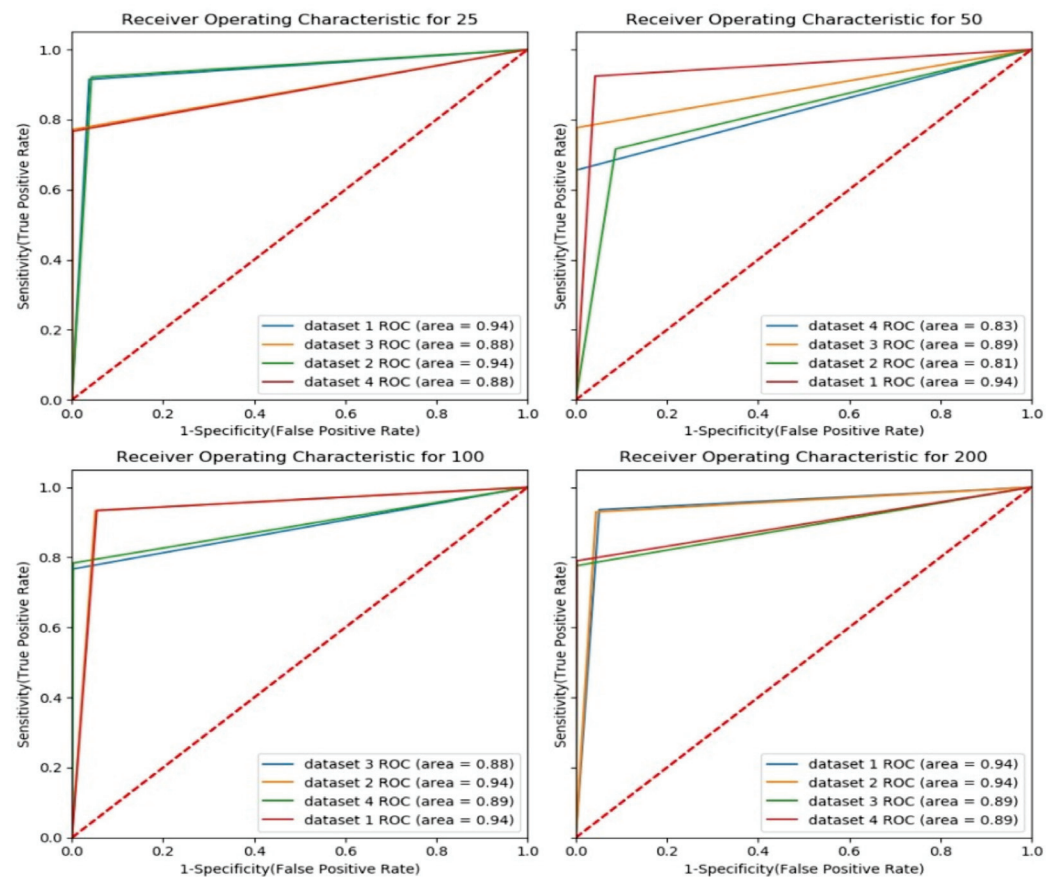 Receiver Operating Characteristic for 25
Sensitivity(True Positive Rate)
1.0
0.8
0.6
0.4
0.2
0.0
dataset 1 ROC (area = 0.94)
dataset 3 ROC (area = 0.88)
dataset 2 ROC (area = 0.94)
dataset 4 ROC (area = 0.88)
0.0 0.2 0.4 0.6 0.8 1.0
1-Specificity(False Positive Rate)
Receiver Operating Characteristic for 50
Sensitivity(True Positive Rate)
dataset 4 ROC (area = 0.83)
dataset 3 ROC (area = 0.89)
dataset 2 ROC (area = 0.81)
dataset 1 ROC (area = 0.94)
0.0 0.2 0.4 0.6 0.8 1.0
1-Specificity(False Positive Rate)
Receiver Operating Characteristic for 100
Sensitivity(True Positive Rate)
1.0
0.8
0.6
0.4
0.2
0.0
dataset 3 ROC (area = 0.88)
dataset 2 ROC (area = 0.94)
dataset 4 ROC (area = 0.89)
dataset 1 ROC (area = 0.94)
0.0 0.2 0.4 0.6 0.8 1.0
1-Specificity(False Positive Rate)
Receiver Operating Characteristic for 200
Sensitivity(True Positive Rate)
dataset 1 ROC (area = 0.94)
dataset 2 ROC (area = 0.94)
dataset 3 ROC (area = 0.89)
dataset 4 ROC (area = 0.89)
0.0 0.2 0.4 0.6 0.8 1.0
1-Specificity(False Positive Rate)